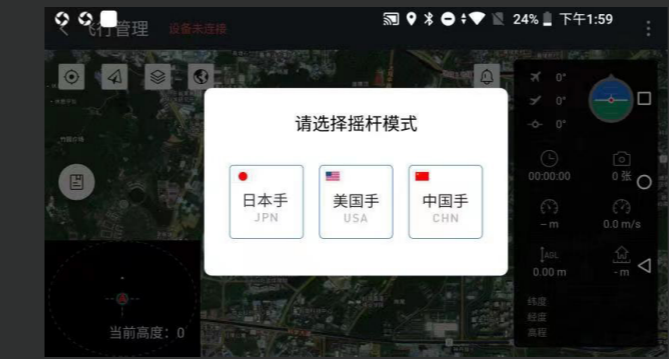 24% 下午1:59
飞行管理 设备未连接
0°
0°
0°
请选择摇杆模式
日本手 美国手 中国手
JPN USA CHN
00:00:00 0 张
– m 0.0 m/s
AGL
0.00 m - m
纬度
经度
高程
当前高度: 0